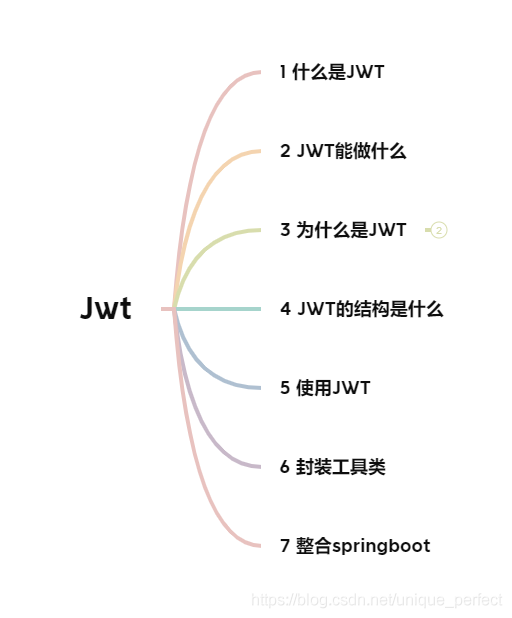 Jwt
1 什么是JWT
2 JWT能做什么
3 为什么是JWT
2
4 JWT的结构是什么
5 使用JWT
6 封装工具类
7 整合springboot
https://blog.csdn.net/unique_perfect